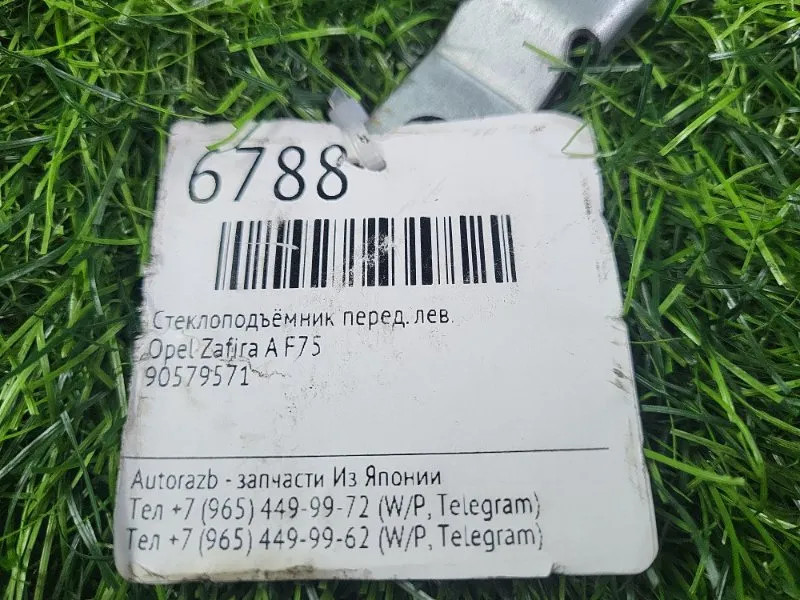 6788
Стеклоподъёмник перед. лев.
Opel Zafira A F75
90579571
Autorazb - запчасти Из Японии
Тел +7 (965) 449-99-72 (W/P, Telegram)
Тел +7 (965) 449-99-62 (W/P, Telegram)